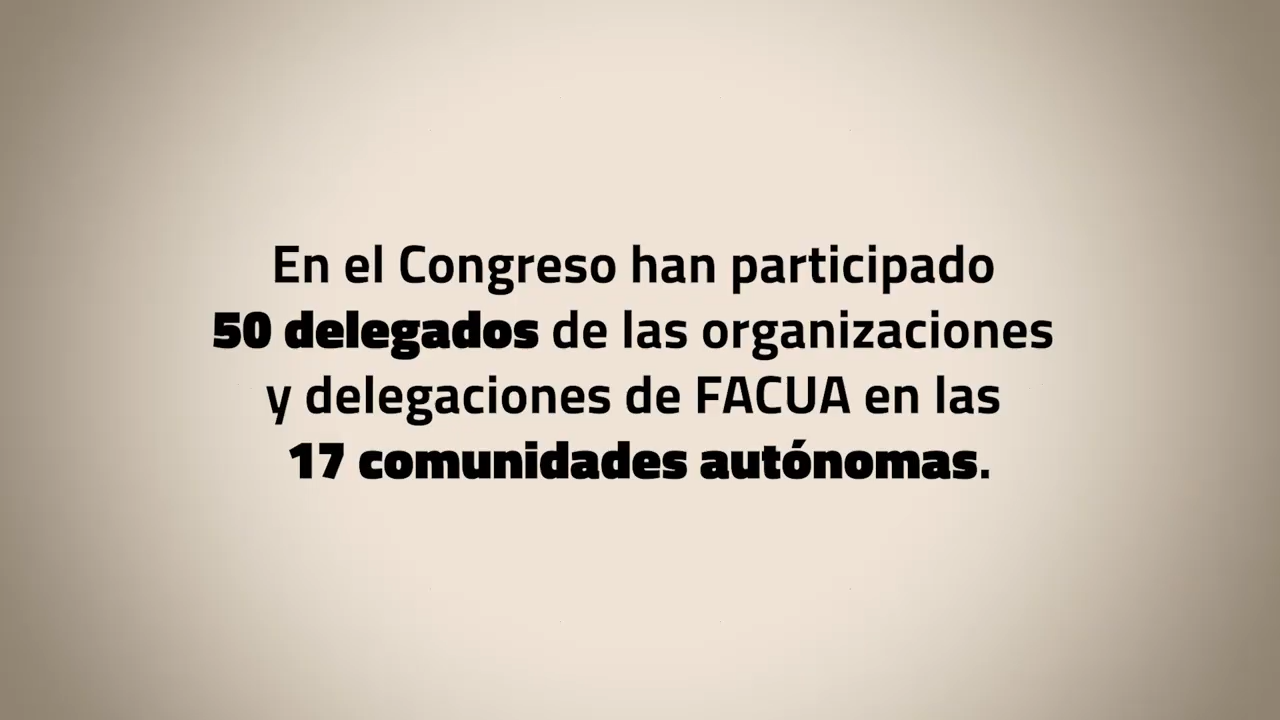 En el Congreso han participado
50 delegados de las organizaciones
y delegaciones de FACUA en las
17 comunidades autónomas.